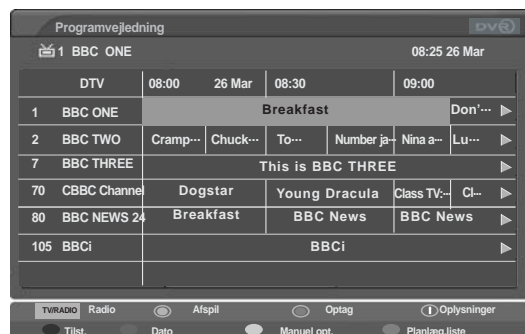 Programvejledning DVR
1 BBC ONE 08:25 26 Mar
DTV 08:00 26 Mar 08:30 09:00
1 BBC ONE Breakfast Don'···
2 BBC TWO Cramp··· Chuck··· To··· Number ja··· Nina a··· Lu···
7 BBC THREE This is BBC THREE
70 CBBC Channel Dogstar Young Dracula Class TV:··· Cl···
80 BBC NEWS 24 Breakfast BBC News BBC News
105 BBCi BBCi
TV/RADIO Radio Afspil Optag Oplysninger
Tilst. Dato Manuel opt. Planlæg.liste